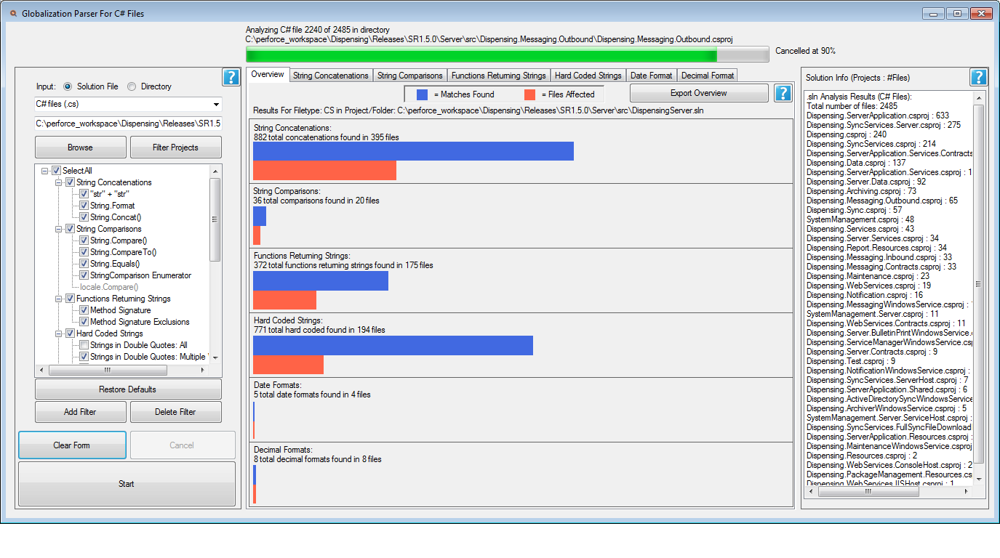 Globalization Parser For C# Files
Analyzing C# file 2240 of 2485 in directory
C:\perforce_workspace\Dispensing\Releases\SR1.5.0\Server\src\Dispensing.Messaging.Outbound\Dispensing.Messaging.Outbound.csproj
Cancelled at 90%
?
Input: Solution File Directory
C# files (.cs)
C:\perforce_workspace\Dispensing\Releases\SR1.5
Browse Filter Projects
SelectAll
String Concatenations
"str" + "str"
String.Format
String.Concat()
String Comparisons
String.Compare()
String.CompareTo()
String.Equals()
StringComparison Enumerator
locale.Compare()
Functions Returning Strings
Method Signature
Method Signature Exclusions
Hard Coded Strings
Strings in Double Quotes: All
Strings in Double Quotes: Multiple
Restore Defaults
Add Filter Delete Filter
Clear Form Cancel
Start
Overview String Concatenations String Comparisons Functions Returning Strings Hard Coded Strings Date Format Decimal Format
= Matches Found = Files Affected Export Overview ?
Results For Filetype: CS in Project/Folder: C:\perforce_workspace\Dispensing\Releases\SR1.5.0\Server\src\DispensingServer.sln
String Concatenations:
882 total concatenations found in 395 files
String Comparisons:
36 total comparisons found in 20 files
Functions Returning Strings:
372 total functions returning strings found in 175 files
Hard Coded Strings:
771 total hard coded found in 194 files
Date Formats:
5 total date formats found in 4 files
Decimal Formats:
8 total decimal formats found in 8 files
Solution Info (Projects : #Files) ?
.sln Analysis Results (C# Files):
Total number of files: 2485
Dispensing.ServerApplication.csproj : 633
Dispensing.SyncServices.Server.csproj : 275
Dispensing.csproj : 240
Dispensing.SyncServices.csproj : 214
Dispensing.ServerApplication.Services.Contracts
Dispensing.Data.csproj : 137
Dispensing.ServerApplication.Services.csproj : 1
Dispensing.Server.Data.csproj : 92
Dispensing.Archiving.csproj : 73
Dispensing.Messaging.Outbound.csproj : 65
Dispensing.Sync.csproj : 57
SystemManagement.csproj : 48
Dispensing.Services.csproj : 43
Dispensing.Server.Services.csproj : 34
Dispensing.Report.Resources.csproj : 34
Dispensing.Messaging.Inbound.csproj : 33
Dispensing.Messaging.Contracts.csproj : 33
Dispensing.Maintenance.csproj : 23
Dispensing.WebServices.csproj : 19
Dispensing.Notification.csproj : 16
Dispensing.MessagingWindowsService.csproj :
SystemManagement.Server.csproj : 11
Dispensing.WebServices.Contracts.csproj : 11
Dispensing.Server.BulletinPrintWindowsService.
Dispensing.ServiceManagerWindowsService.csp
Dispensing.Server.Contracts.csproj : 9
Dispensing.Test.csproj : 9
Dispensing.NotificationWindowsService.csproj :
Dispensing.SyncServices.ServerHost.csproj : 7
Dispensing.ServerApplication.Shared.csproj : 6
Dispensing.ActiveDirectorySyncWindowsService
Dispensing.ArchiverWindowsService.csproj : 5
SystemManagement.Server.ServiceHost.csproj :
Dispensing.SyncServices.FullSyncFileDownload
Dispensing.ServerApplication.Resources.csproj :
Dispensing.MaintenanceWindowsService.csproj
Dispensing.Resources.csproj : 2
Dispensing.WebServices.ConsoleHost.csproj : 2
Dispensing.PackageManagement.Resources.cs
Dispensing.WebServices.IISHost.csproj : 1